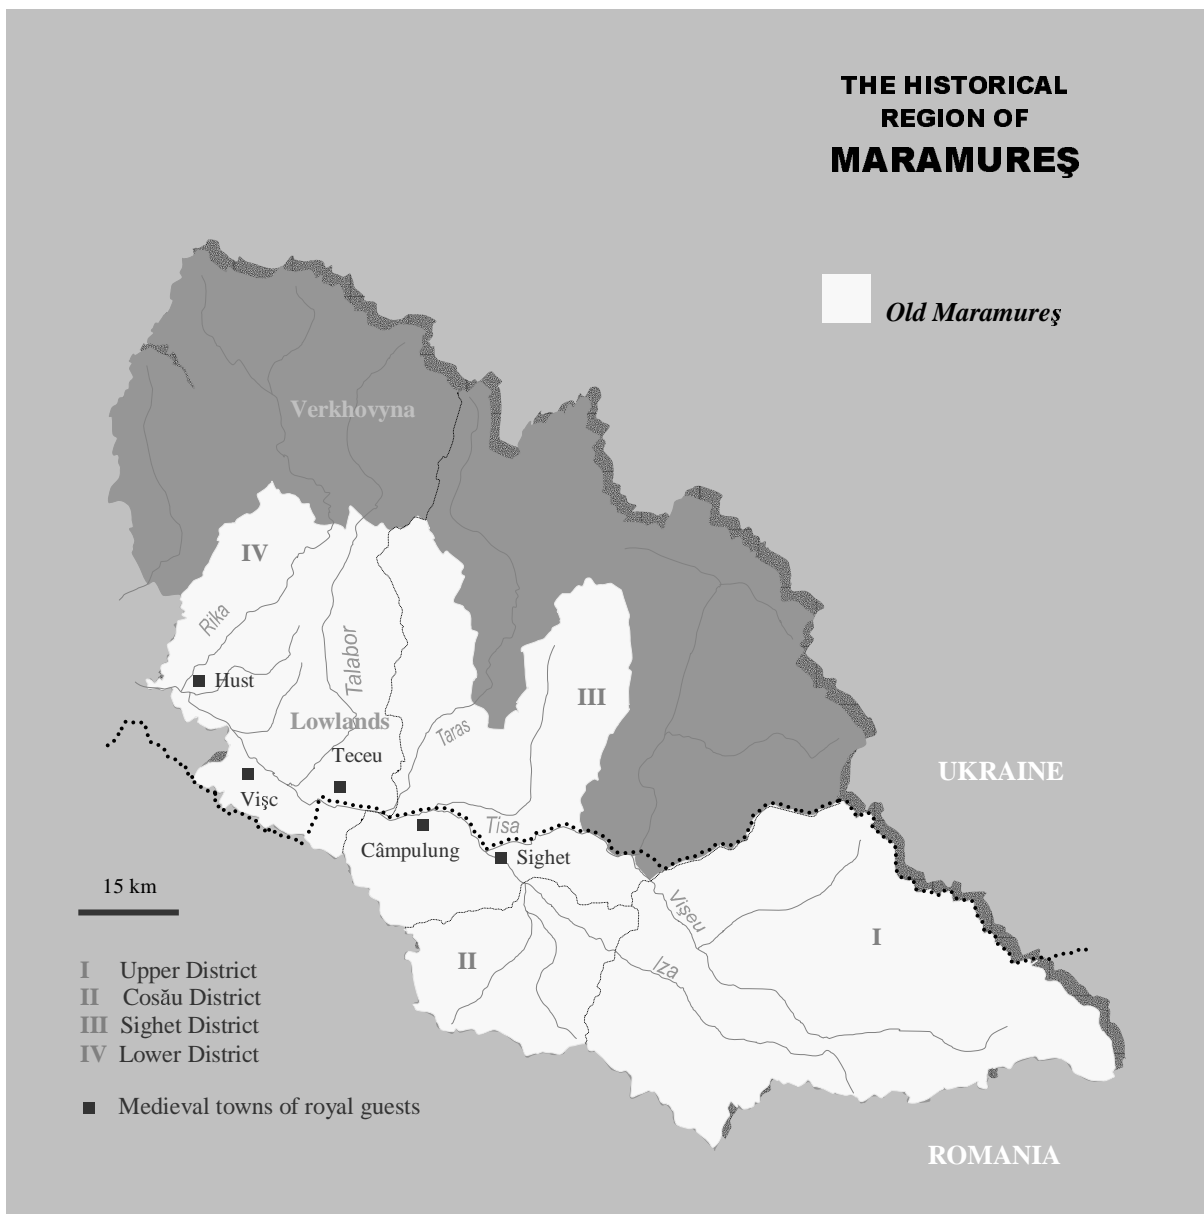 THE HISTORICAL
REGION OF
MARAMUREŞ
Old Maramureş
Verkhovyna
IV
Rika
Hust
Talabor
III
Lowlands
Taras
Teceu
UKRAINE
Vişc
Tisa
Câmpulung
Sighet
15 km
Vişeu
I
II
Iza
I Upper District
II Cosău District
III Sighet District
IV Lower District
Medieval towns of royal guests
ROMANIA